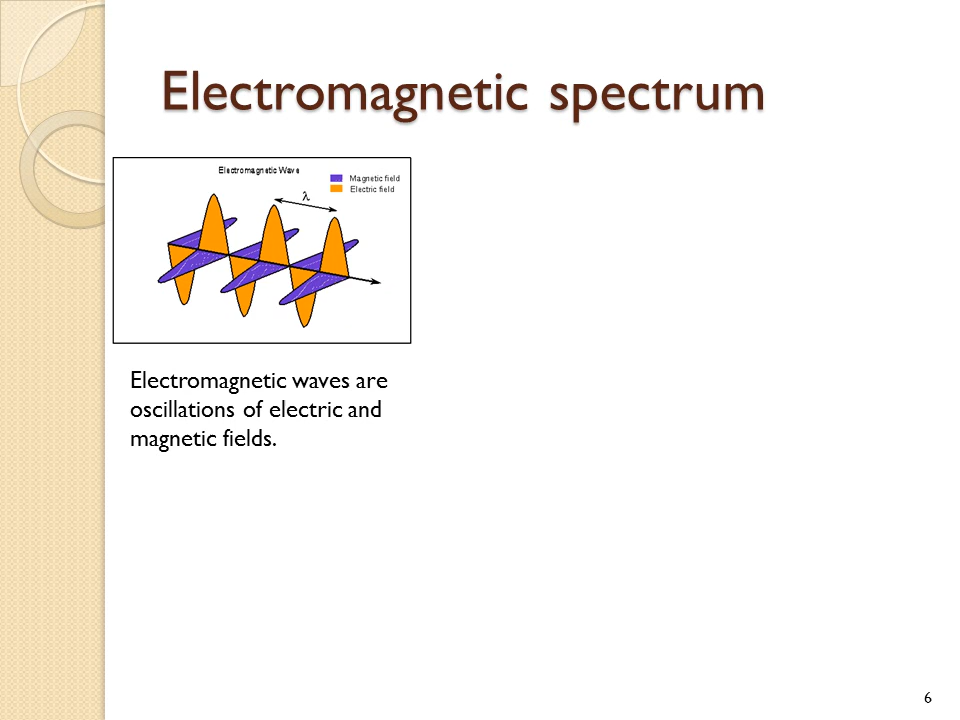 Electromagnetic spectrum
Electromagnetic Wave
Magnetic field
Electric field
λ
Electromagnetic waves are
oscillations of electric and
magnetic fields.
6